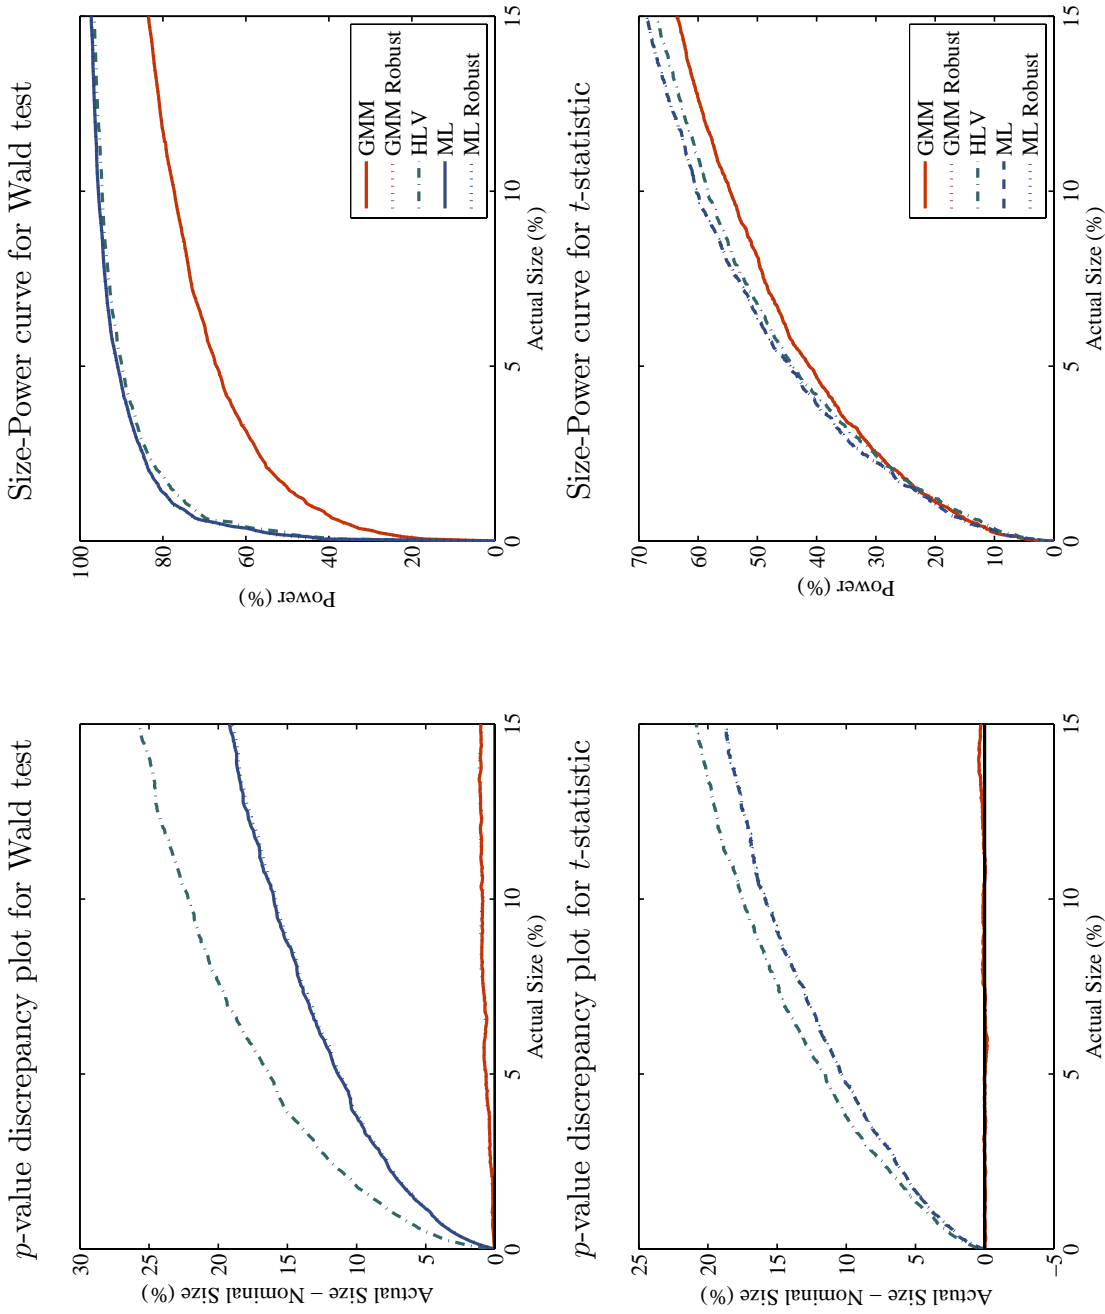 p-value discrepancy plot for Wald test
Actual Size – Nominal Size (%)
30
25
20
15
10
5
0
0
5
10
15
Actual Size (%)
Size-Power curve for Wald test
Power (%)
100
80
60
40
20
0
0
5
10
15
Actual Size (%)
GMM
GMM Robust
HLV
ML
ML Robust
p-value discrepancy plot for t-statistic
Actual Size – Nominal Size (%)
20
15
10
5
0
−5
0
5
10
15
Actual Size (%)
Size-Power curve for t-statistic
Power (%)
70
60
50
40
30
20
10
0
0
5
10
15
Actual Size (%)
GMM
GMM Robust
HLV
ML
ML Robust